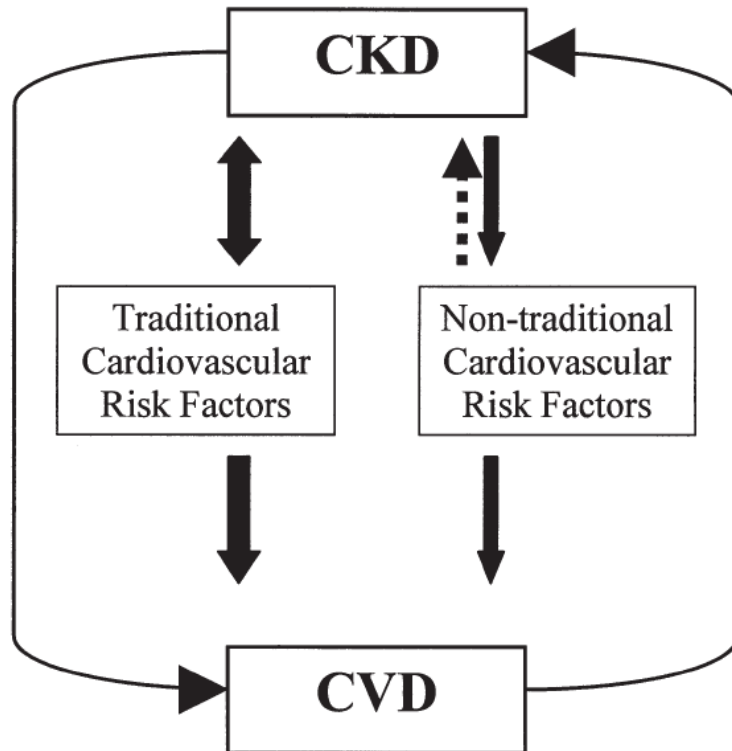 CKD
Traditional
Cardiovascular
Risk Factors
Non-traditional
Cardiovascular
Risk Factors
CVD